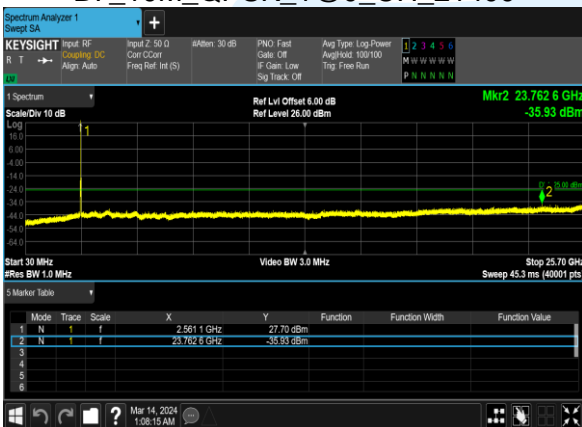 Spectrum Analyzer 1
Swept SA
+
KEYSIGHT
R T
LW
Input: RF
Coupling: DC
Align: Auto
Input Z: 50 Ω
Corr CCorr
Freq Ref: Int (S)
#Atten: 30 dB
PNO: Fast
Gate: Off
IF Gain: Low
Sig Track: Off
Avg Type: Log-Power
Avg|Hold: 100/100
Trig: Free Run
1 2 3 4 5 6
M W W W W W
P N N N N N
1 Spectrum
Scale/Div 10 dB
Ref Lvl Offset 6.00 dB
Ref Level 26.00 dBm
Mkr2 23.762 6 GHz
-35.93 dBm
Log
16.0
6.00
-4.00
-14.0
-24.0
-34.0
-44.0
-54.0
-64.0
1
2
Start 30 MHz
#Res BW 1.0 MHz
Video BW 3.0 MHz
Stop 25.70 GHz
Sweep 45.3 ms (40001 pts)
5 Marker Table
Mode Trace Scale X Y Function Function Width Function Value
1 N 1 f 2.561 1 GHz 27.70 dBm
2 N 1 f 23.762 6 GHz -35.93 dBm
3
4
5
6
?
Mar 14, 2024
1:08:15 AM